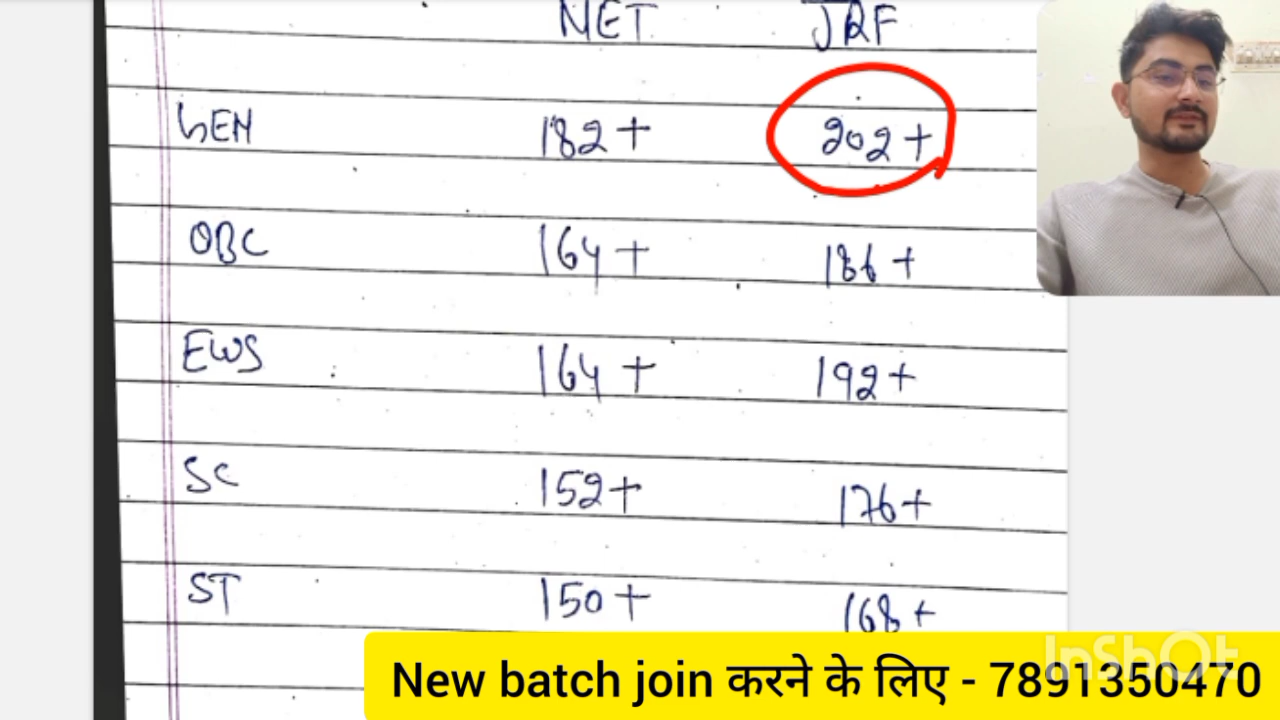 NET JRF
GEN 182+ 202+
OBC 164+ 186+
EWS 164+ 192+
SC 152+ 176+
ST 150+ 168+
New batch join करने के लिए - 7891350470
InShOt